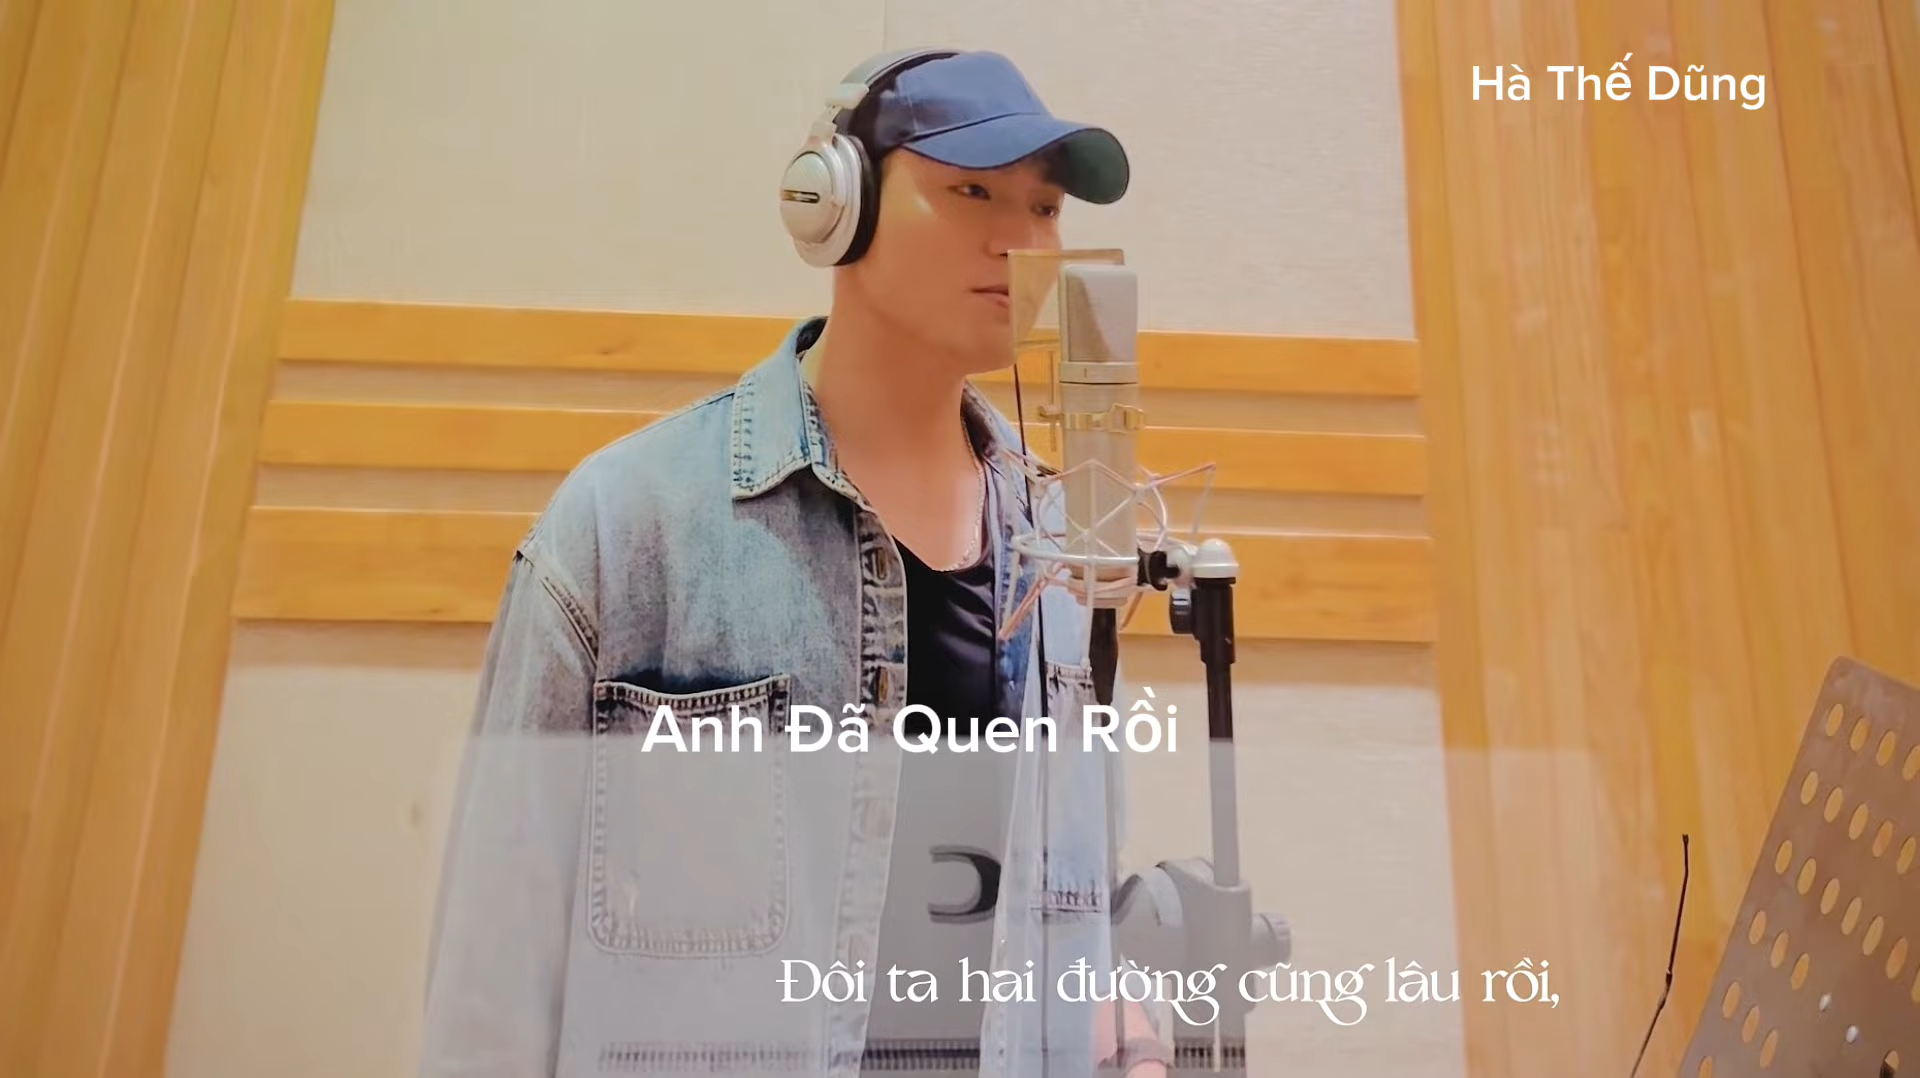 Hà Thế Dũng
Anh Đã Quen Rồi
Đôi ta hai đường cũng lâu rồi,